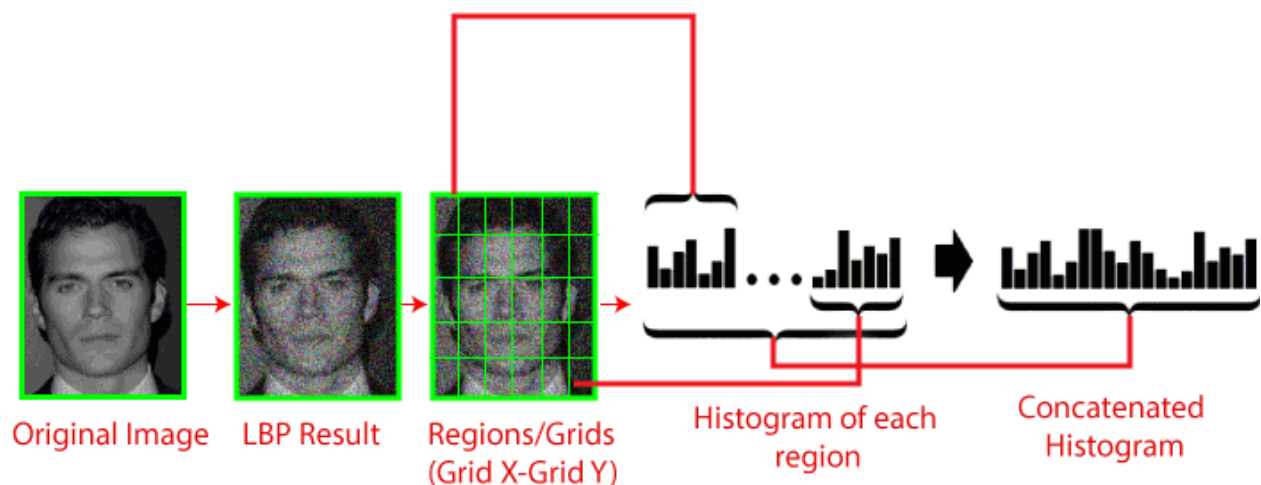 Original Image
LBP Result
Regions/Grids
(Grid X-Grid Y)
Histogram of each
region
Concatenated
Histogram